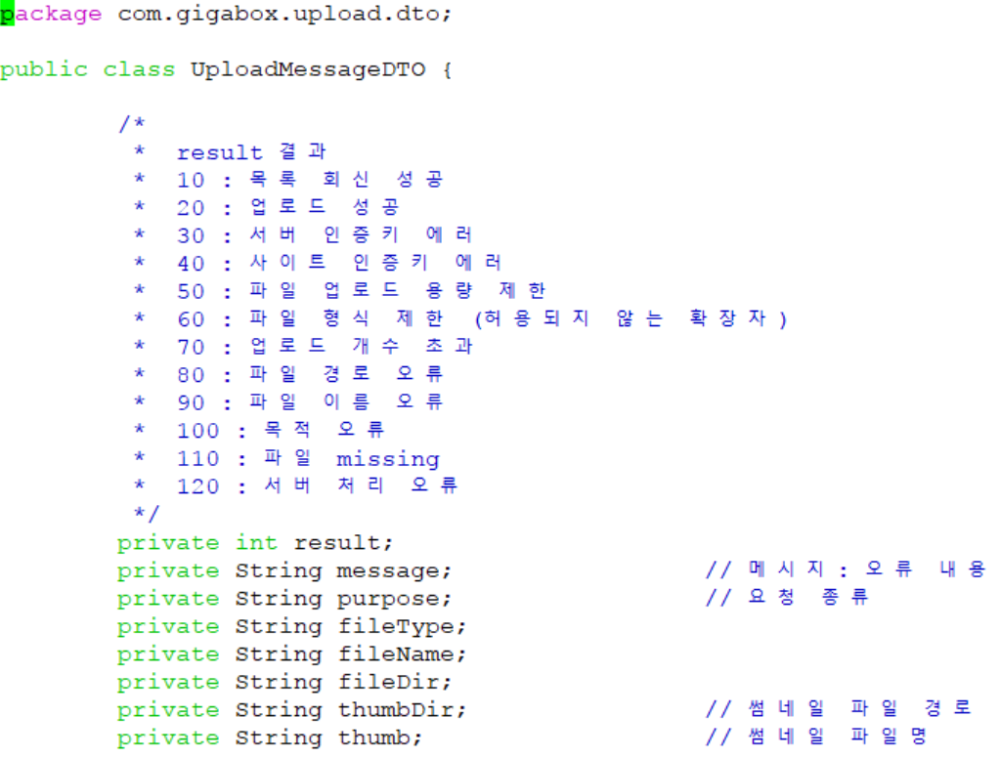 package com.gigabox.upload.dto;
public class UploadMessageDTO {
/*
* result 결과
* 10 : 목록 회신 성공
* 20 : 업로드 성공
* 30 : 서버 인증키 에러
* 40 : 사이트 인증키 에러
* 50 : 파일 업로드 용량 제한
* 60 : 파일 형식 제한 (허용되지 않는 확장자)
* 70 : 업로드 개수 초과
* 80 : 파일 경로 오류
* 90 : 파일 이름 오류
* 100 : 목적 오류
* 110 : 파일 missing
* 120 : 서버 처리 오류
*/
private int result;
private String message; // 메시지 : 오류 내용
private String purpose; // 요청 종류
private String fileType;
private String fileName;
private String fileDir;
private String thumbDir; // 썸네일 파일 경로
private String thumb; // 썸네일 파일명